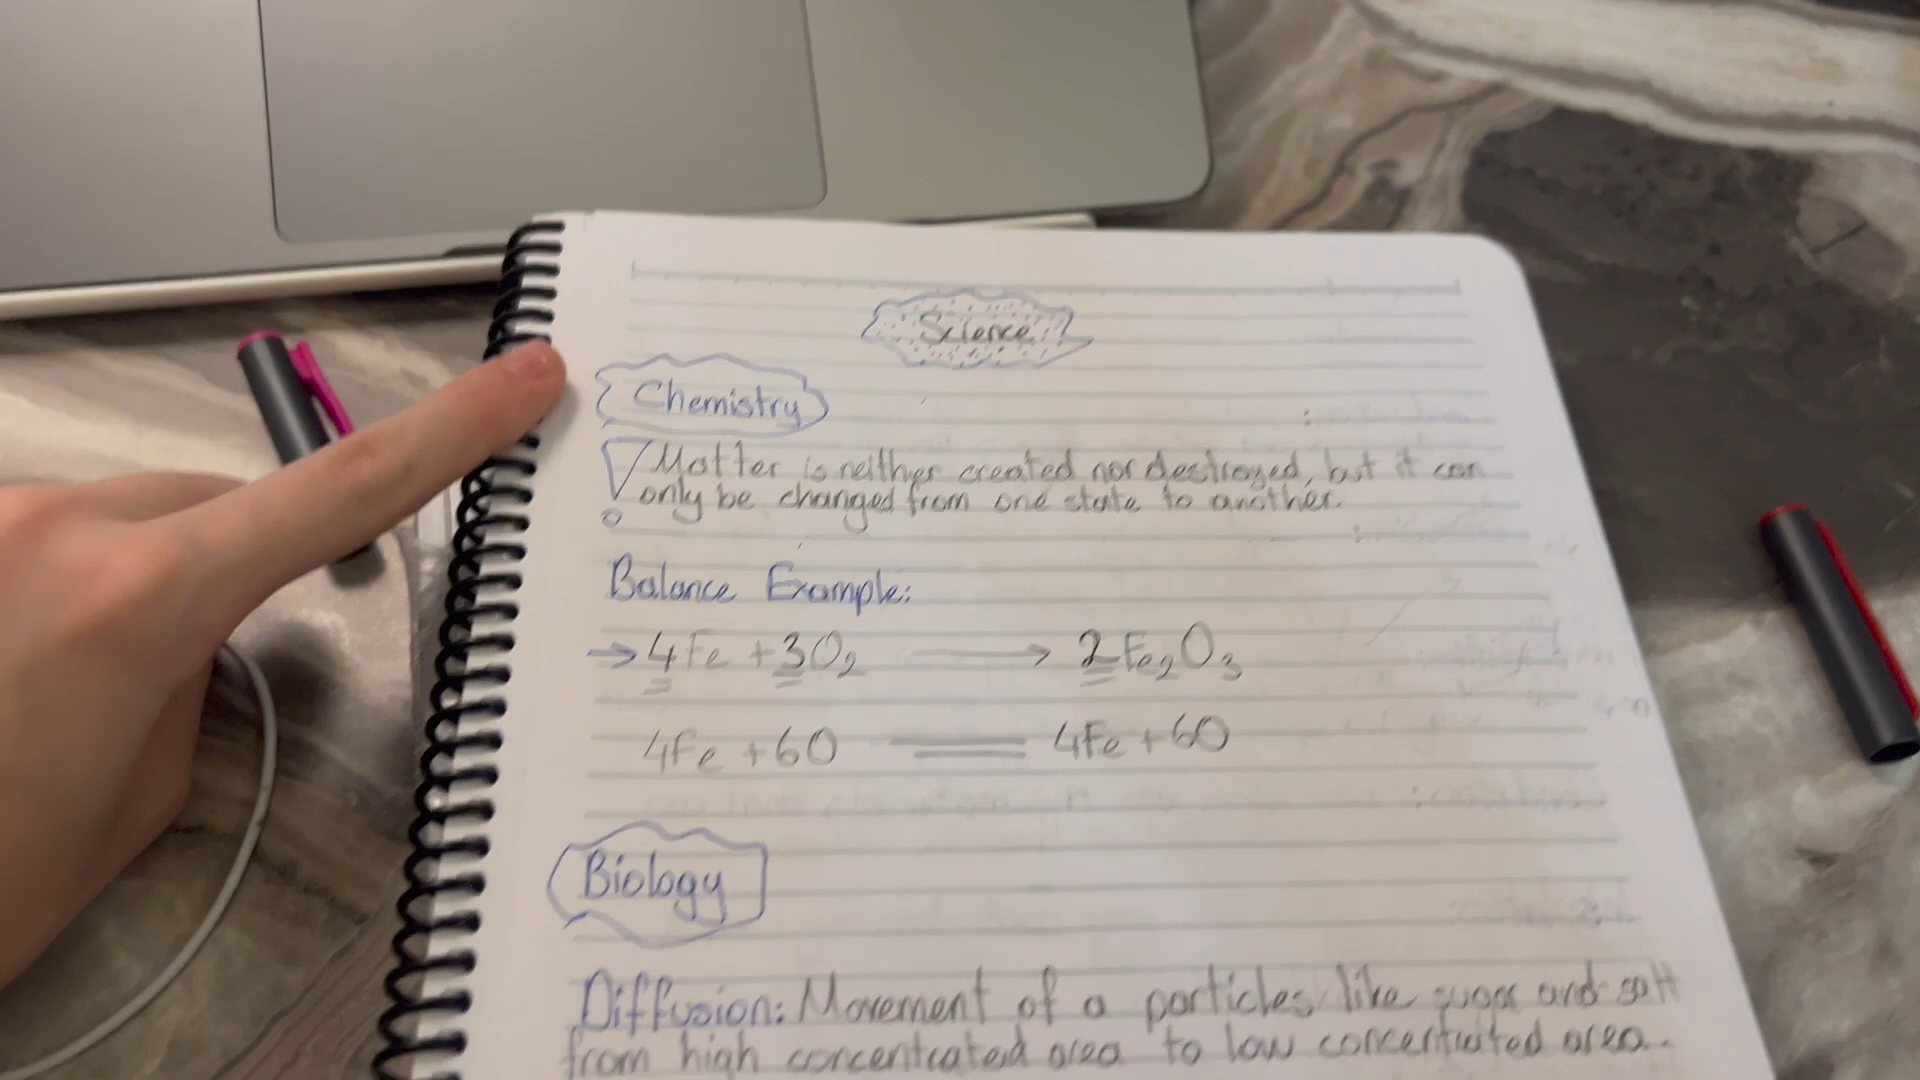 Science
Chemistry
Matter is neither created nor destroyed, but it can
only be changed from one state to another.
Balance Example:
→ 4Fe + 3O₂ → 2Fe₂O₃
4Fe + 6O = 4Fe + 6O
Biology
Diffusion: Movement of a particles like sugar and salt
from high concentrated area to low concentrated area.